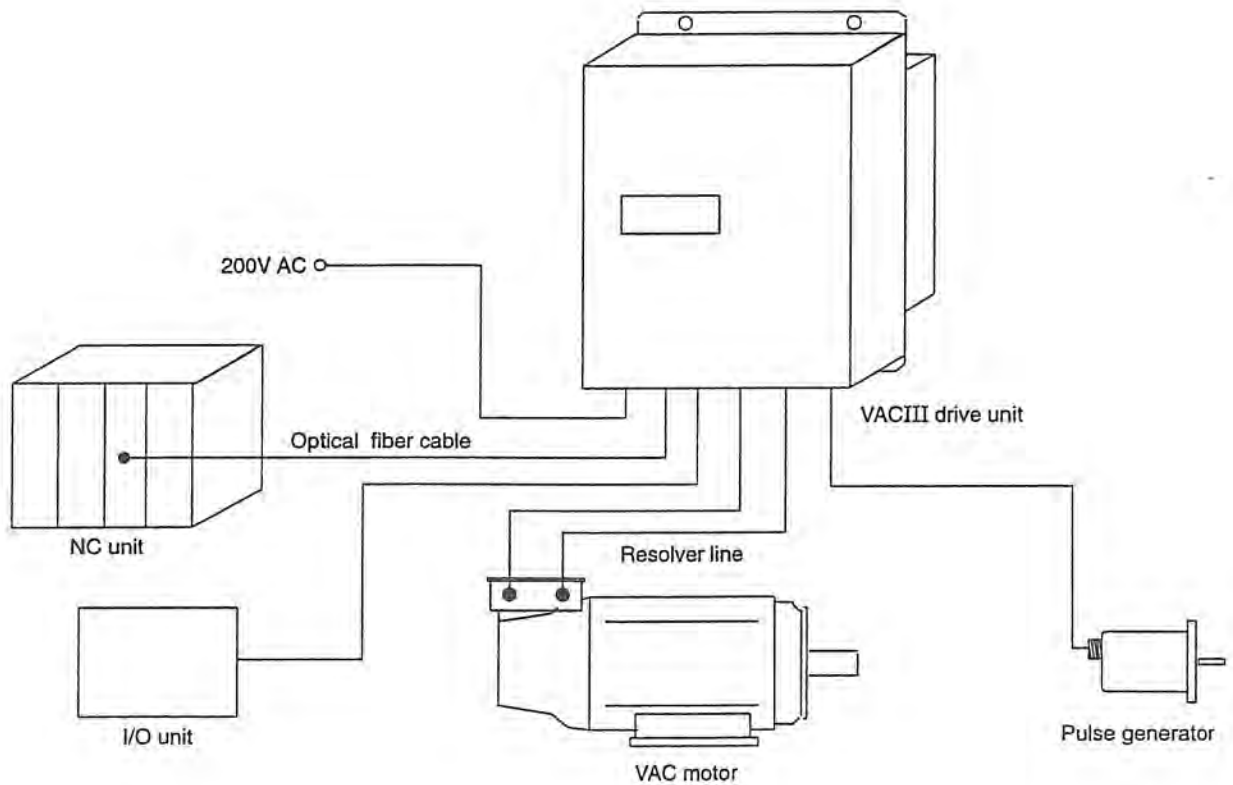 200V AC
VACIII drive unit
Optical fiber cable
NC unit
Resolver line
I/O unit
VAC motor
Pulse generator